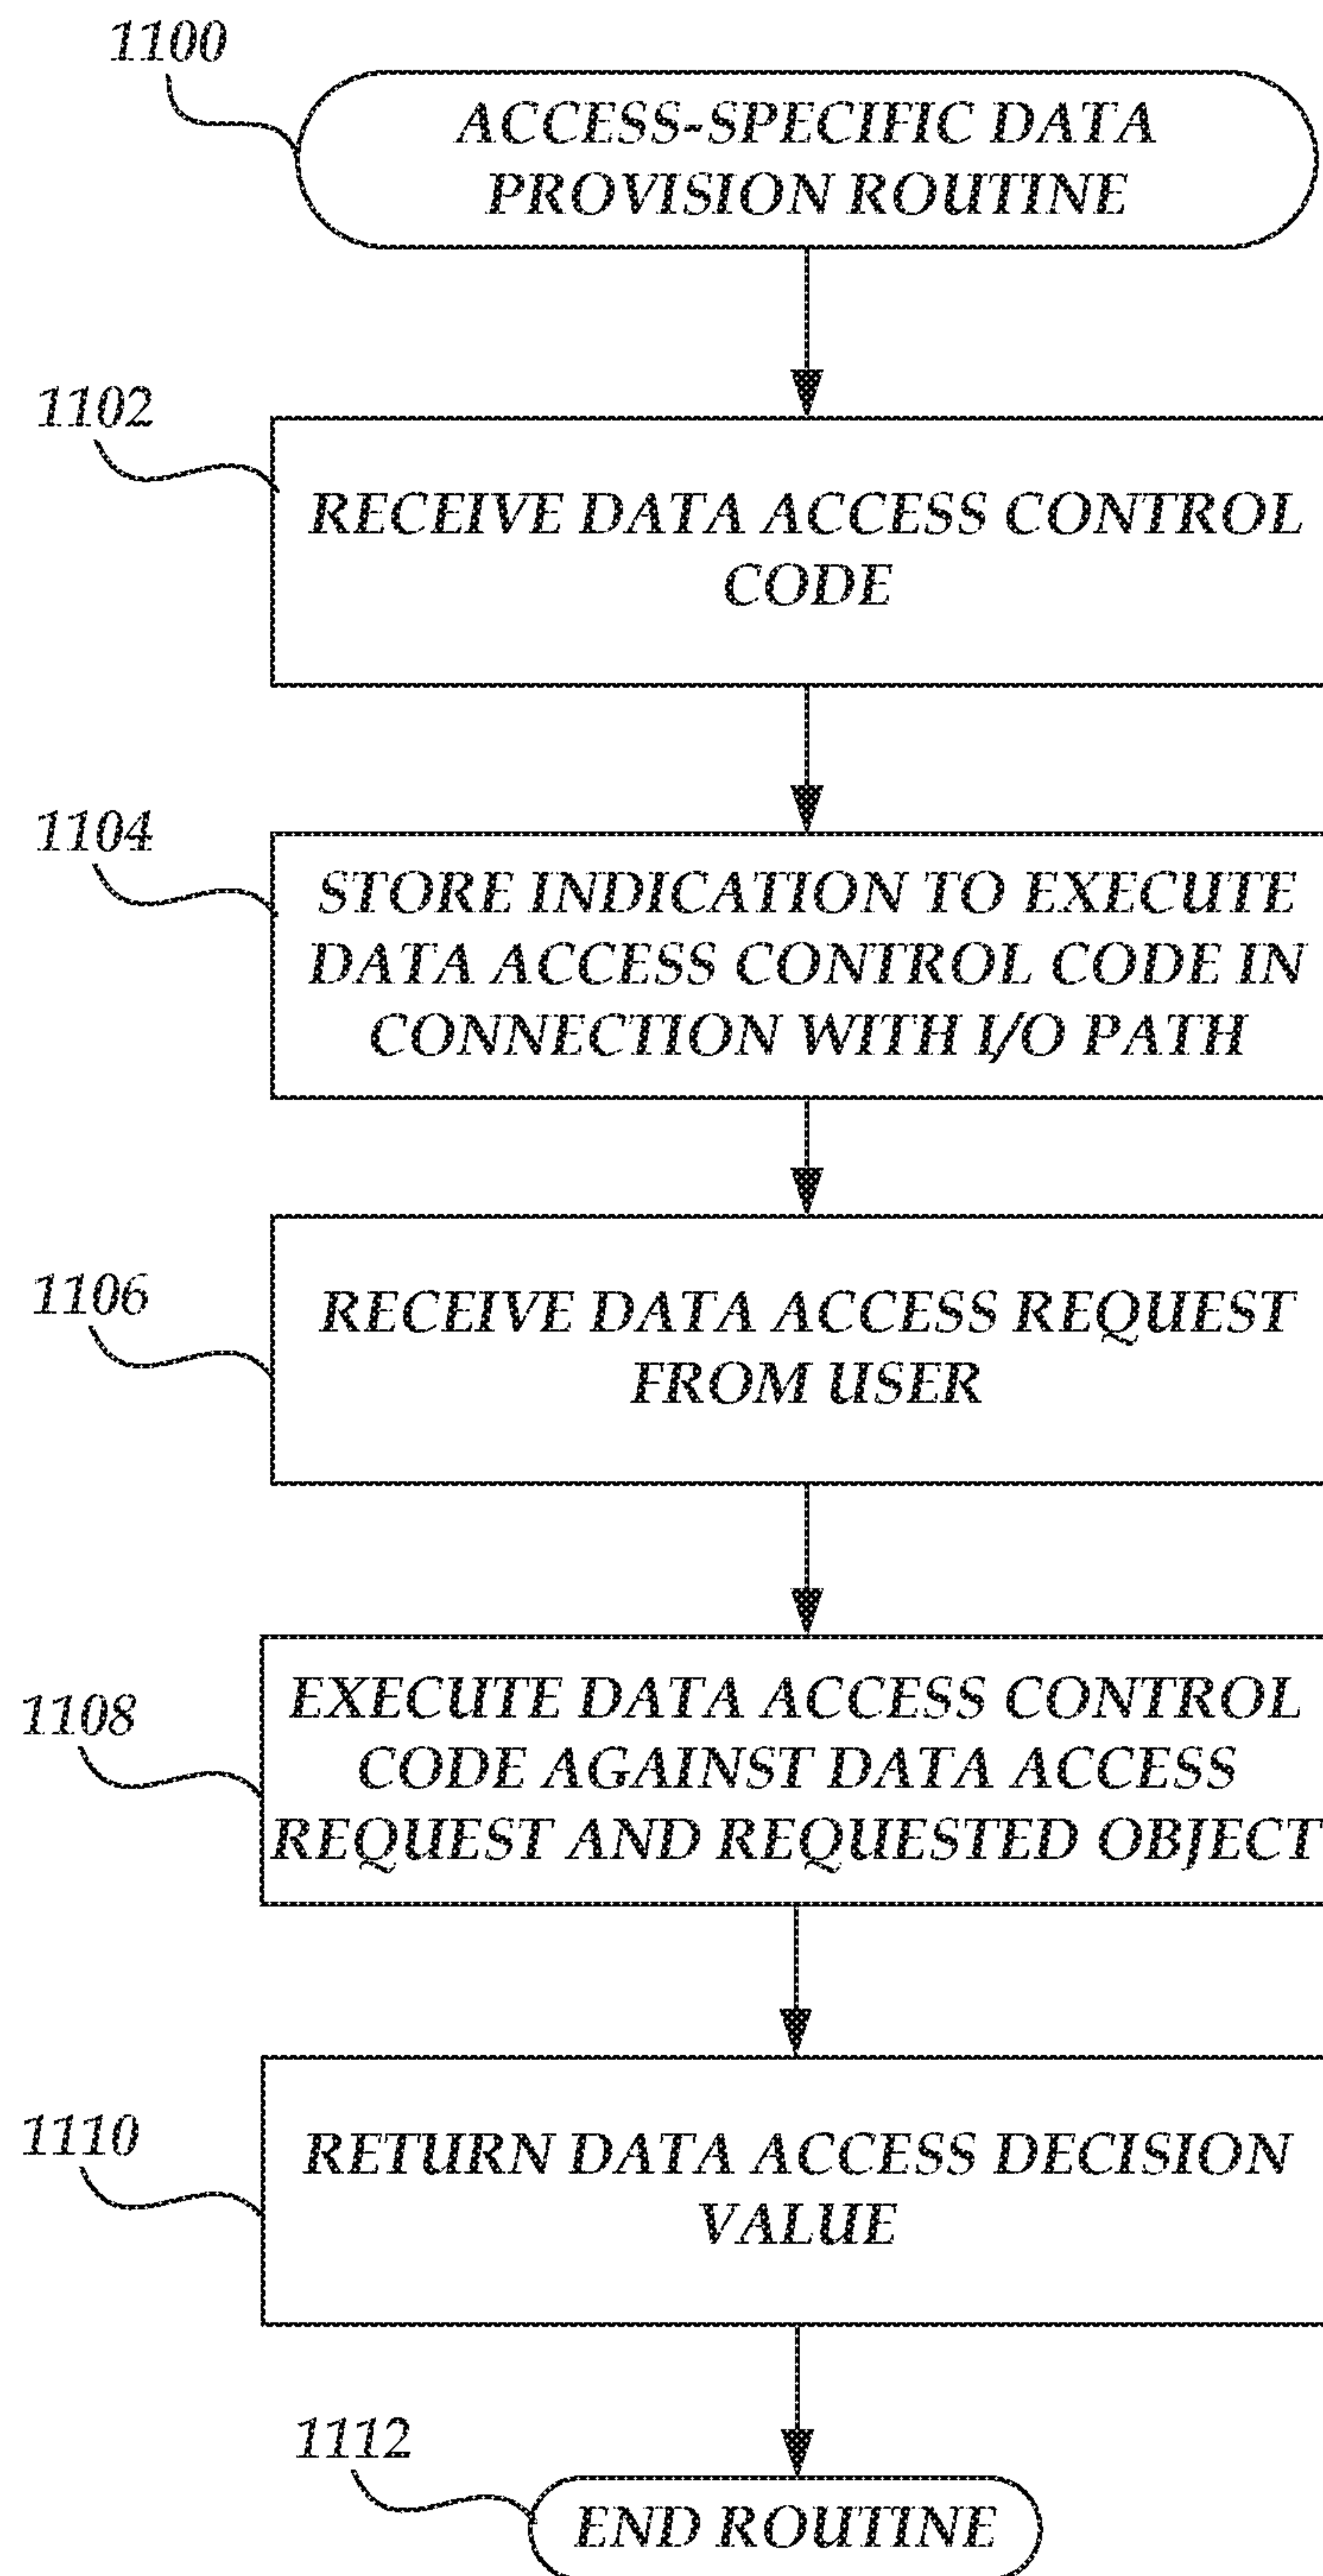 1100
ACCESS-SPECIFIC DATA
PROVISION ROUTINE
1102
RECEIVE DATA ACCESS CONTROL
CODE
1104
STORE INDICATION TO EXECUTE
DATA ACCESS CONTROL CODE IN
CONNECTION WITH I/O PATH
1106
RECEIVE DATA ACCESS REQUEST
FROM USER
1108
EXECUTE DATA ACCESS CONTROL
CODE AGAINST DATA ACCESS
REQUEST AND REQUESTED OBJECT
1110
RETURN DATA ACCESS DECISION
VALUE
1112
END ROUTINE